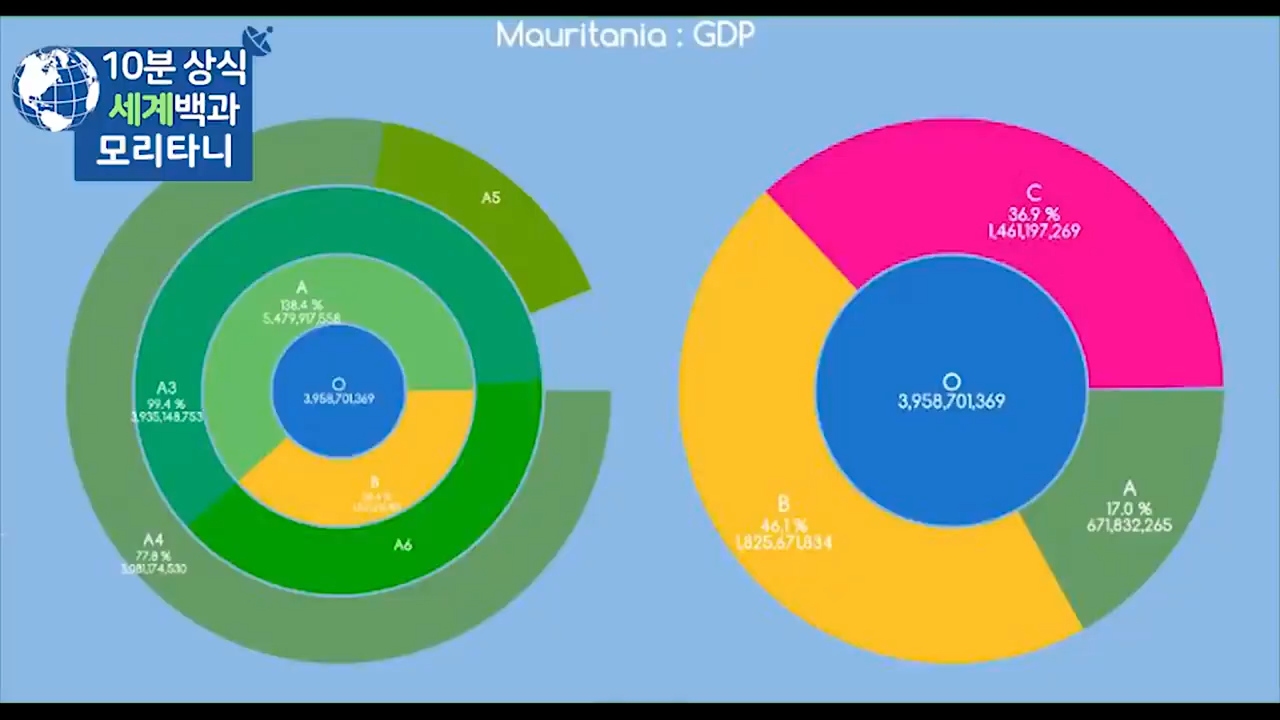 Mauritania : GDP
10분 상식
세계백과
모리타니
A5
A
138.4 %
5,479,917,558
A3
99.4 %
3,935,148,753
O
3,958,701,369
B
A6
A4
77.8 %
3,081,174,530
C
36.9 %
1,461,197,269
O
3,958,701,369
B
46.1 %
1,825,671,834
A
17.0 %
671,832,265